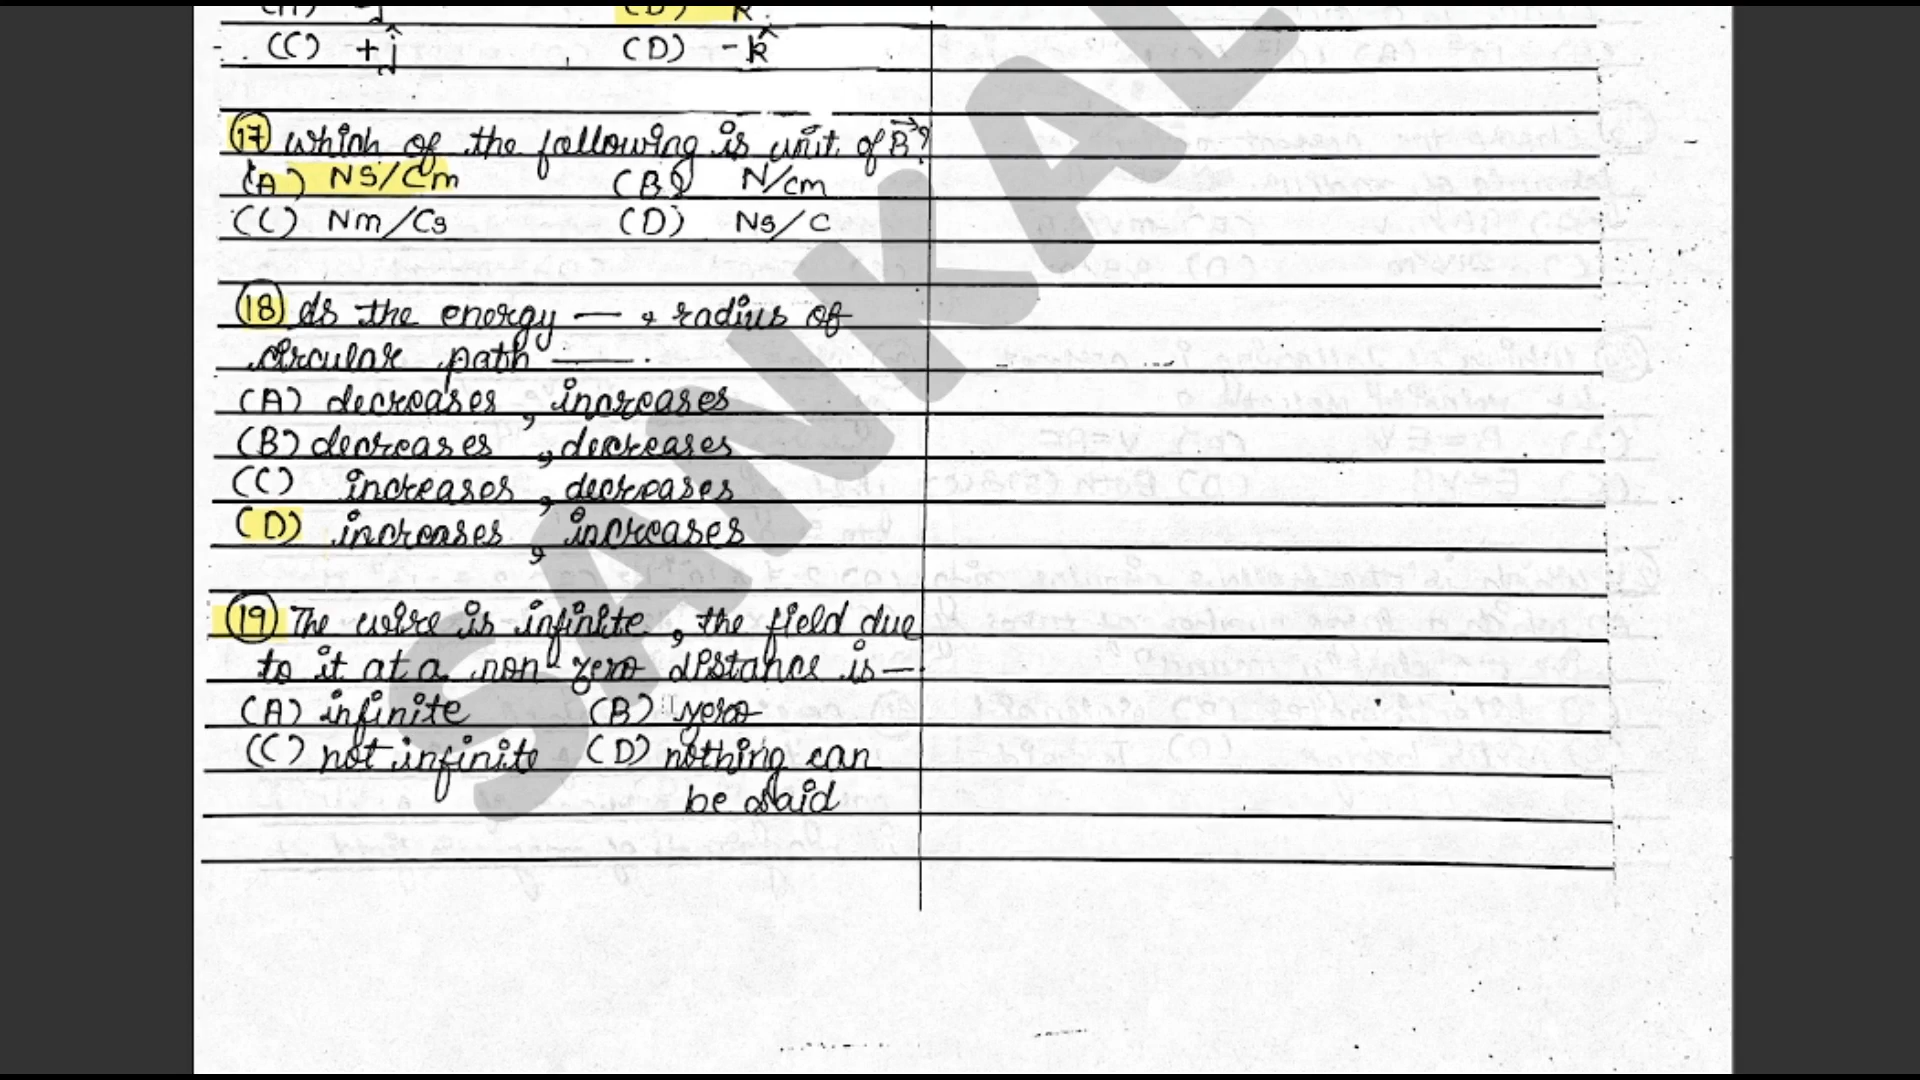 (C) +ĵ (D) -k̂
(17) which of the following is unit of B⃗?
(A) NS/Cm (B) N/cm
(C) Nm/Cs (D) Ns/C
(18) As the energy — , radius of
circular path —— .
(A) decreases, increases
(B) decreases, decreases
(C) increases, decreases
(D) increases, increases
(19) The wire is infinite, the field due
to it at a non zero distance is —
(A) infinite (B) zero
(C) not infinite (D) nothing can
be said
SANKAL